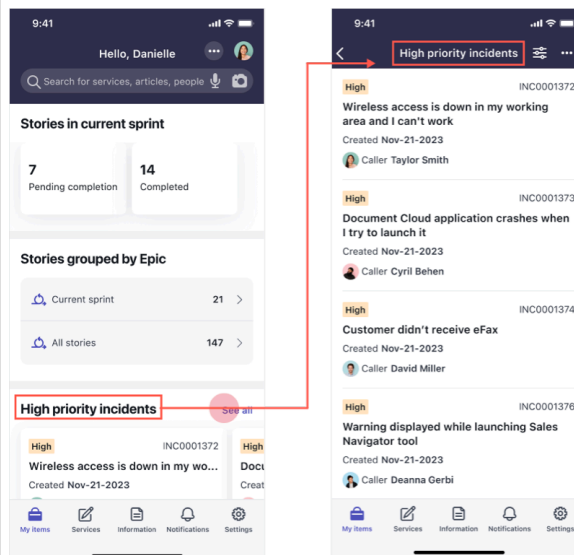 9:41
Hello, Danielle
Search for services, articles, people
Stories in current sprint
7
Pending completion
14
Completed
Stories grouped by Epic
Current sprint 21
All stories 147
High priority incidents See all
High INC0001372
Wireless access is down in my wo...
Created Nov-21-2023
High
My items Services Information Notifications Settings
9:41
High priority incidents
High INC0001372
Wireless access is down in my working
area and I can't work
Created Nov-21-2023
Caller Taylor Smith
High INC0001373
Document Cloud application crashes when
I try to launch it
Created Nov-21-2023
Caller Cyril Behen
High INC0001374
Customer didn't receive eFax
Created Nov-21-2023
Caller David Miller
High INC0001376
Warning displayed while launching Sales
Navigator tool
Created Nov-21-2023
Caller Deanna Gerbi
My items Services Information Notifications Settings